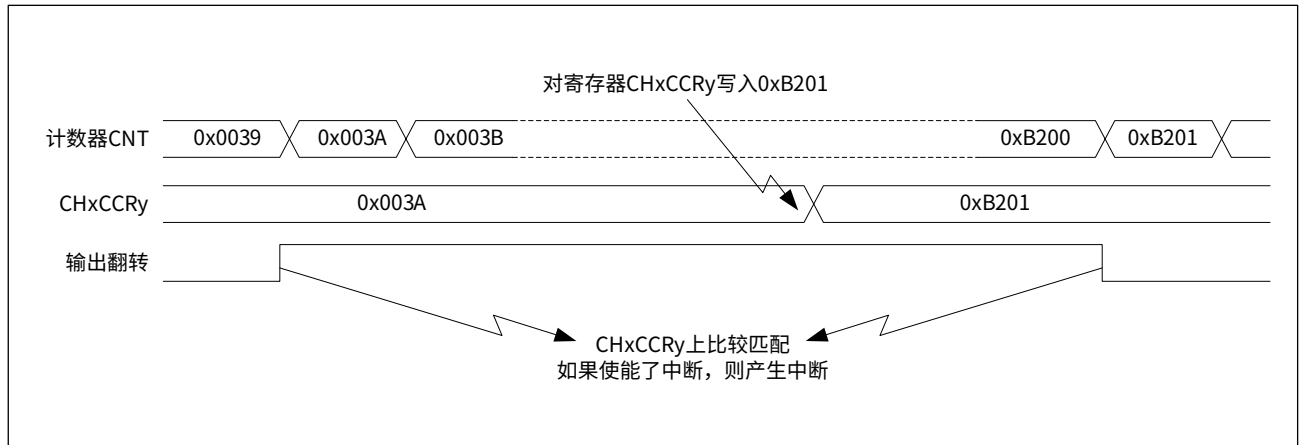 对寄存器CHxCCRy写入0xB201
计数器CNT 0x0039 0x003A 0x003B 0xB200 0xB201
CHxCCRy 0x003A 0xB201
输出翻转
CHxCCRy上比较匹配
如果使能了中断，则产生中断